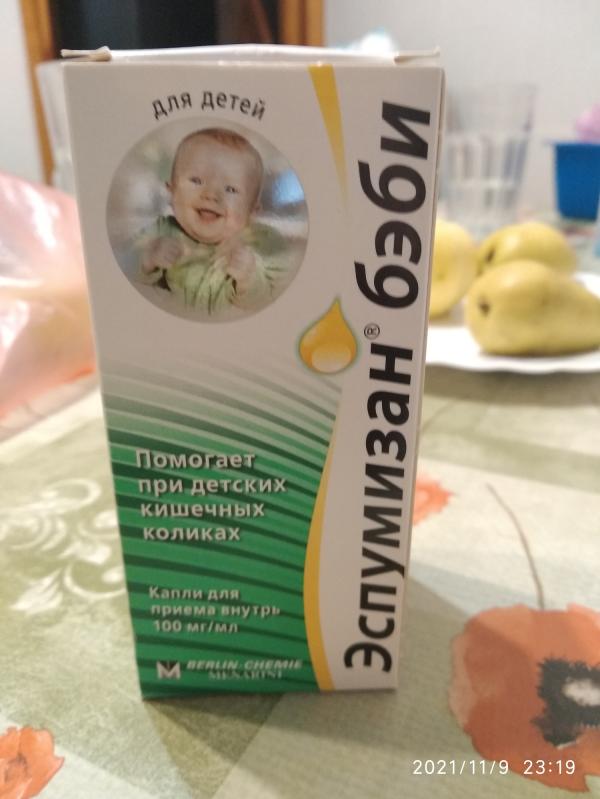 для детей
Эспумизан® бэби
Помогает
при детских
кишечных
коликах
Капли для
приема внутрь
100 мг/мл
BERLIN-CHEMIE
MENARINI
2021/11/9 23:19